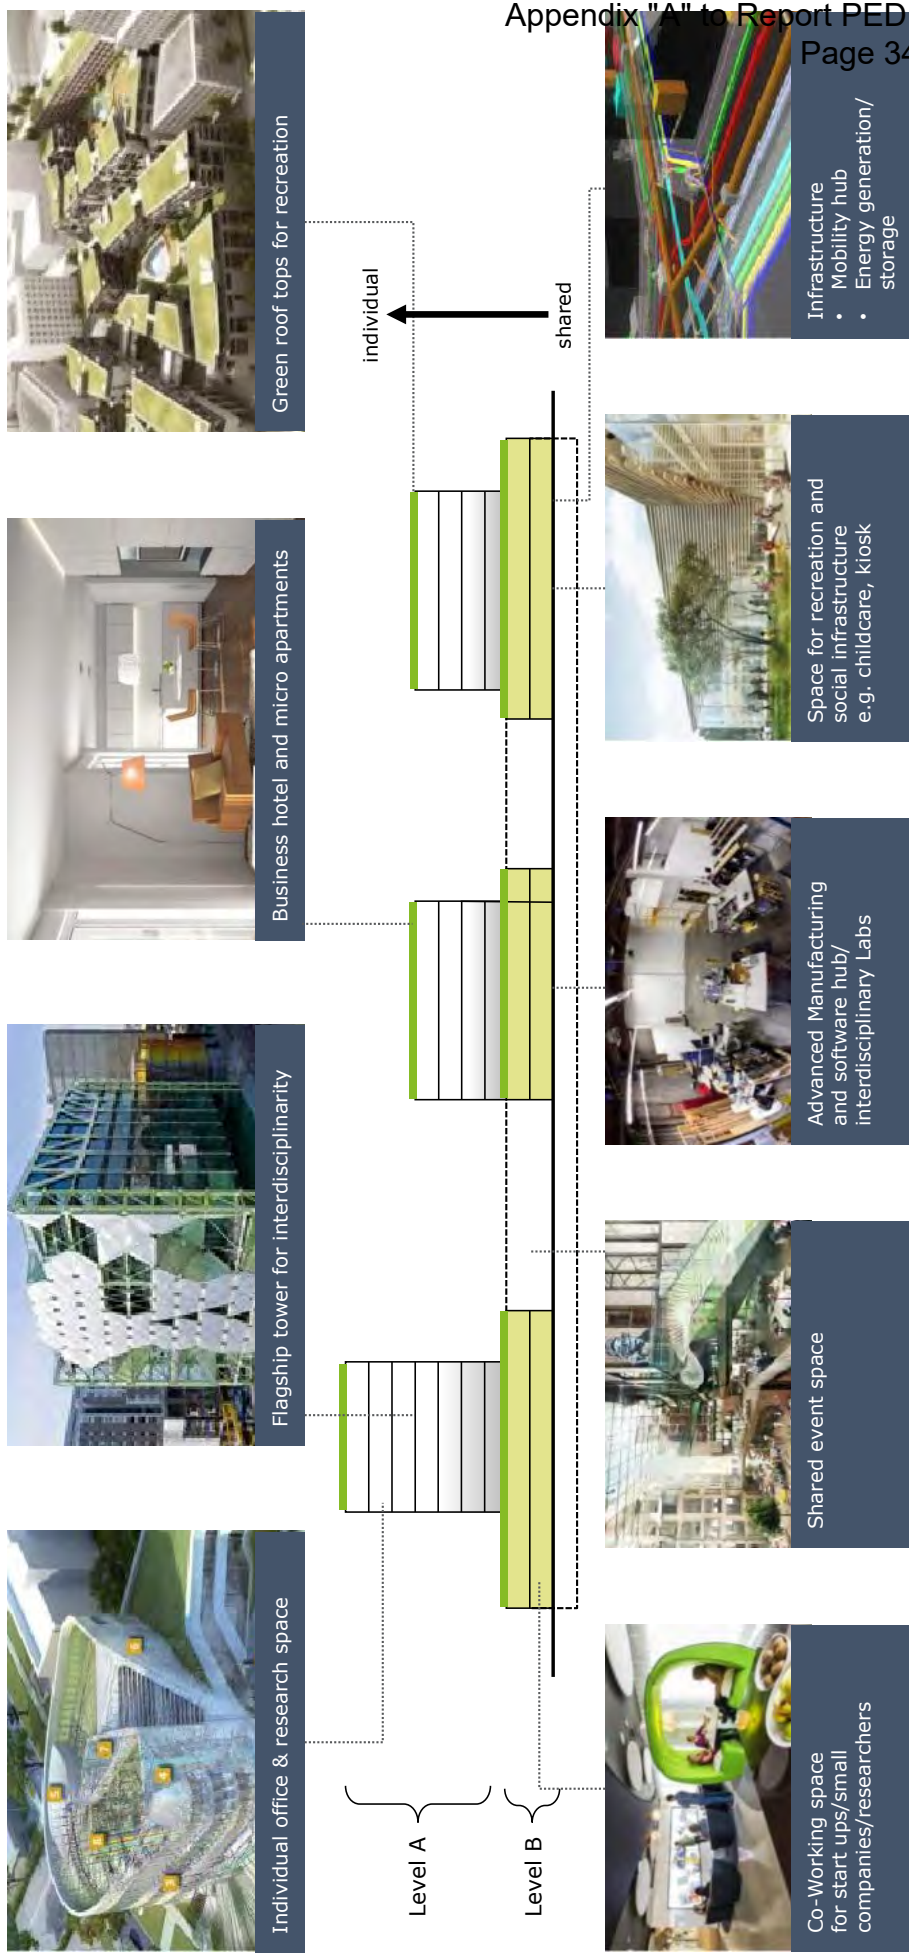 Appendix "A" to Report PED
Page 34
Individual office & research space
Flagship tower for interdisciplinarity
Business hotel and micro apartments
Green roof tops for recreation
Level A
Level B
individual
shared
Co-Working space
for start ups/small
companies/researchers
Shared event space
Advanced Manufacturing
and software hub/
interdisciplinary Labs
Space for recreation and
social infrastructure
e.g. childcare, kiosk
Infrastructure
• Mobility hub
• Energy generation/
storage